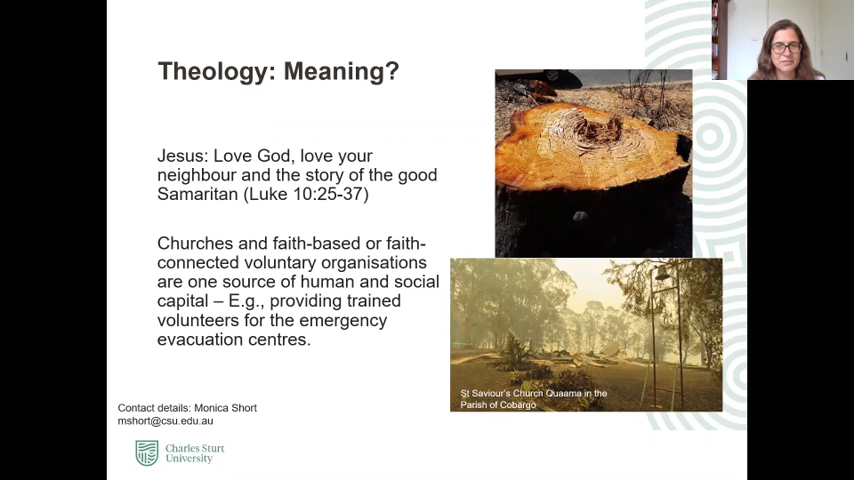 Theology: Meaning?
Jesus: Love God, love your
neighbour and the story of the good
Samaritan (Luke 10:25-37)
Churches and faith-based or faith-
connected voluntary organisations
are one source of human and social
capital – E.g., providing trained
volunteers for the emergency
evacuation centres.
St Saviour's Church Quaama in the
Parish of Cobargo
Contact details: Monica Short
mshort@csu.edu.au
Charles Sturt
University